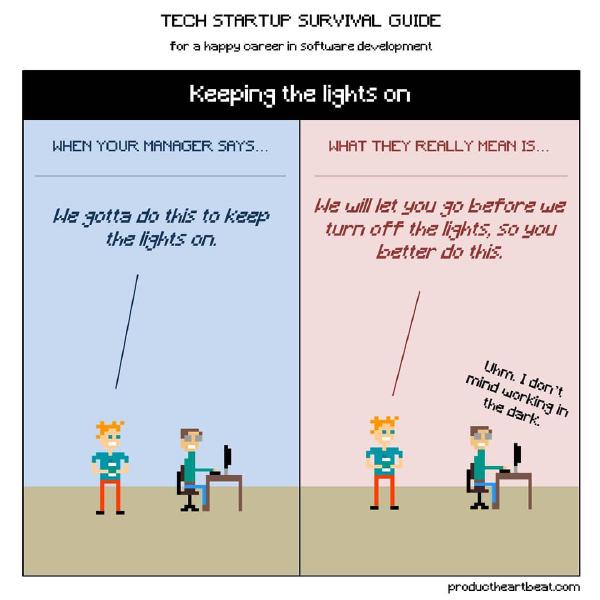 TECH STARTUP SURVIVAL GUIDE
for a happy career in software development
Keeping the lights on
WHEN YOUR MANAGER SAYS...
We gotta do this to keep
the lights on.
WHAT THEY REALLY MEAN IS...
We will let you go before we
turn off the lights, so you
better do this.
Uhm. I don't
mind working in
the dark.
productheartbeat.com